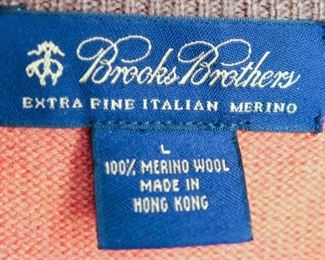 Brooks Brothers
EXTRA FINE ITALIAN MERINO
L
100% MERINO WOOL
MADE IN
HONG KONG